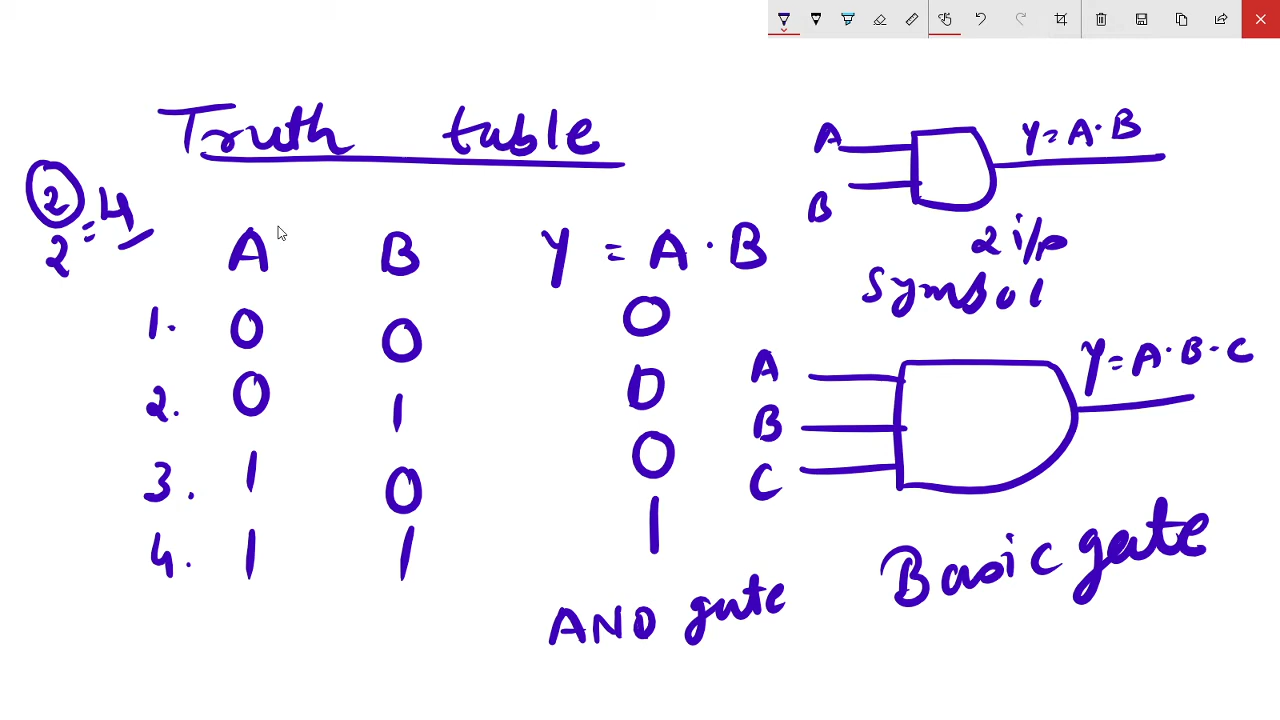 Truth table
2
2 = 4
A B Y = A · B
1. 0 0 0
2. 0 1 0
3. 1 0 0
4. 1 1 1
AND gate
A
B
Y = A · B
2 i/p
Symbol
A
B
C
Y = A · B · C
Basic gate